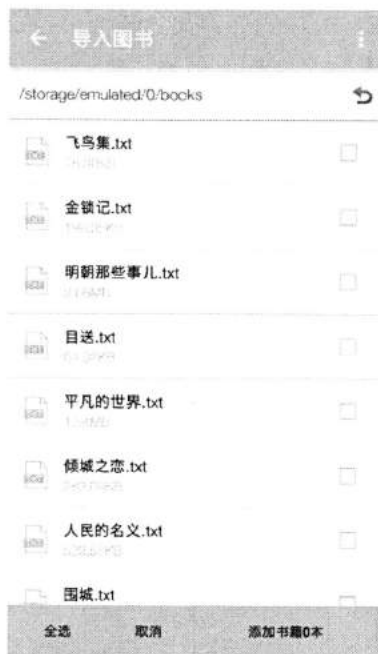 导入图书
/storage/emulated/0/books
飞鸟集.txt
金锁记.txt
明朝那些事儿.txt
目送.txt
平凡的世界.txt
倾城之恋.txt
人民的名义.txt
围城.txt
全选 取消 添加书籍0本